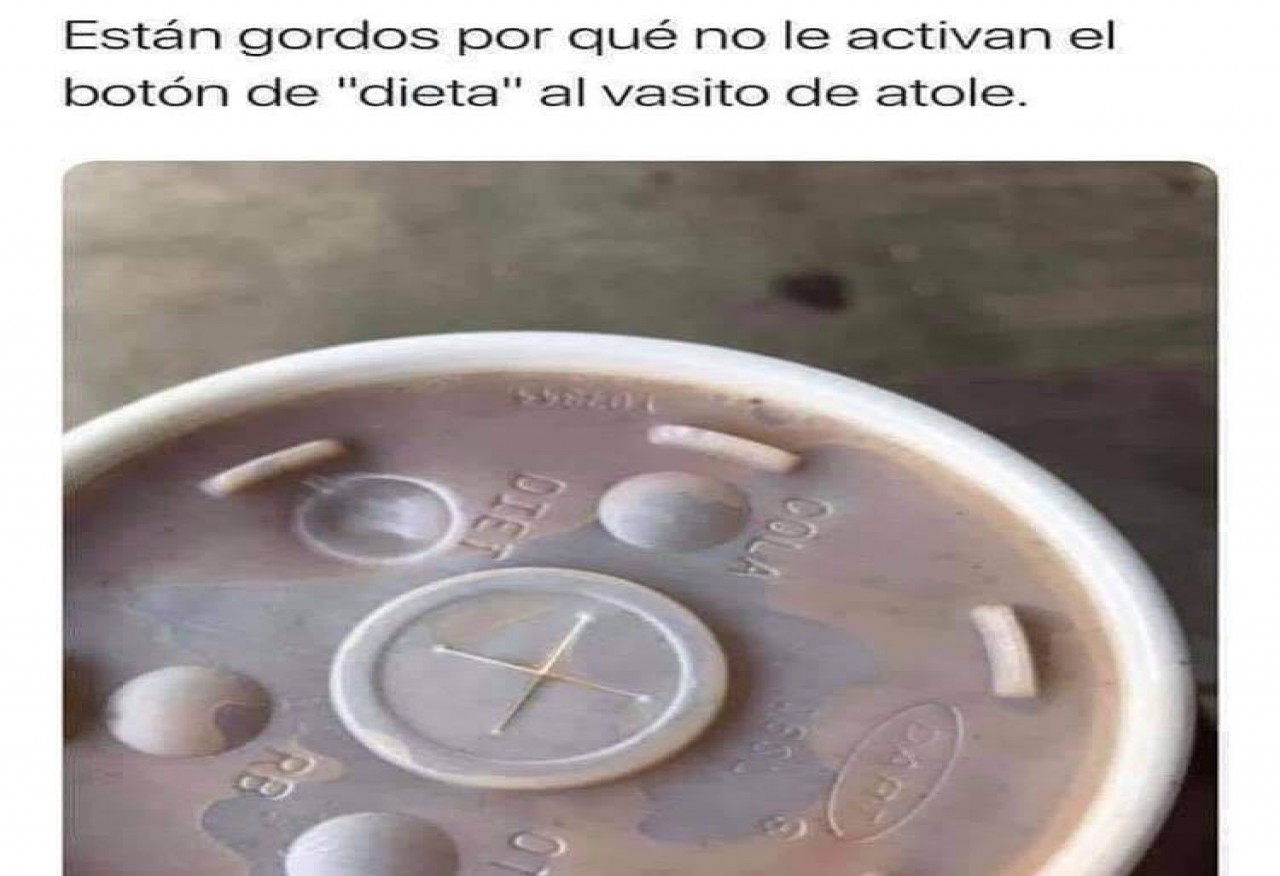 Están gordos por qué no le activan el
botón de "dieta" al vasito de atole.
DIET
COLA
RB
DART